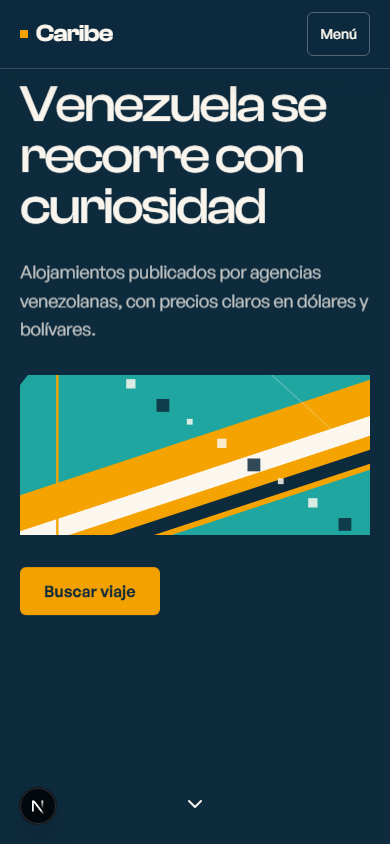 Caribe
Menú
Venezuela se
recorre con
curiosidad
Alojamientos publicados por agencias
venezolanas, con precios claros en dólares y
bolívares.
Buscar viaje
N